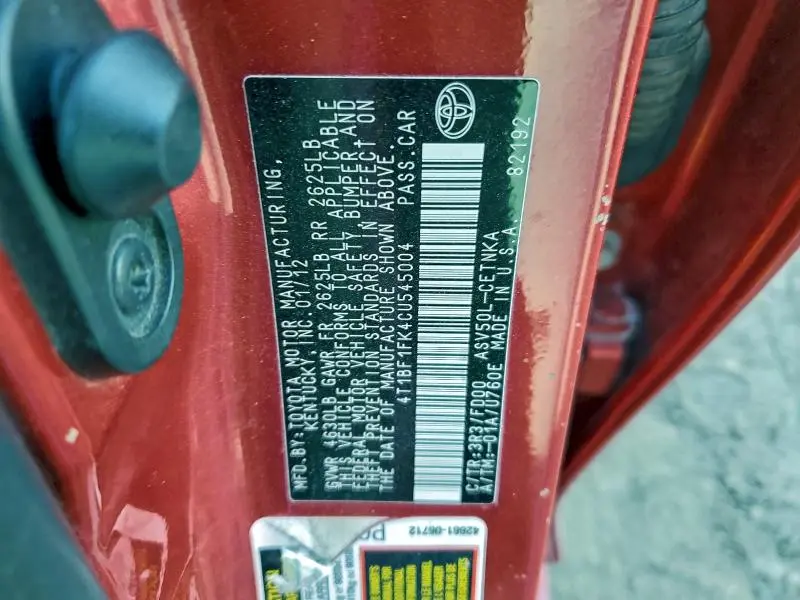 MFD.BY:TOYOTA MOTOR MANUFACTURING,
KENTUCKY, INC 01/12
GVWR 4630LB GAWR FR 2625LB RR 2625LB
THIS VEHICLE CONFORMS TO ALL APPLICABLE
FEDERAL MOTOR VEHICLE SAFETY, BUMPER, AND
THEFT PREVENTION STANDARDS IN EFFECT ON
THE DATE OF MANUFACTURE SHOWN ABOVE.
4T1BF1FK4CU545004 PASS.CAR
C/TR:3R3/FD00 ASV50L-CETNKA
A/TM:-01A/U760E MADE IN U.S.A. 82192
42661-06712